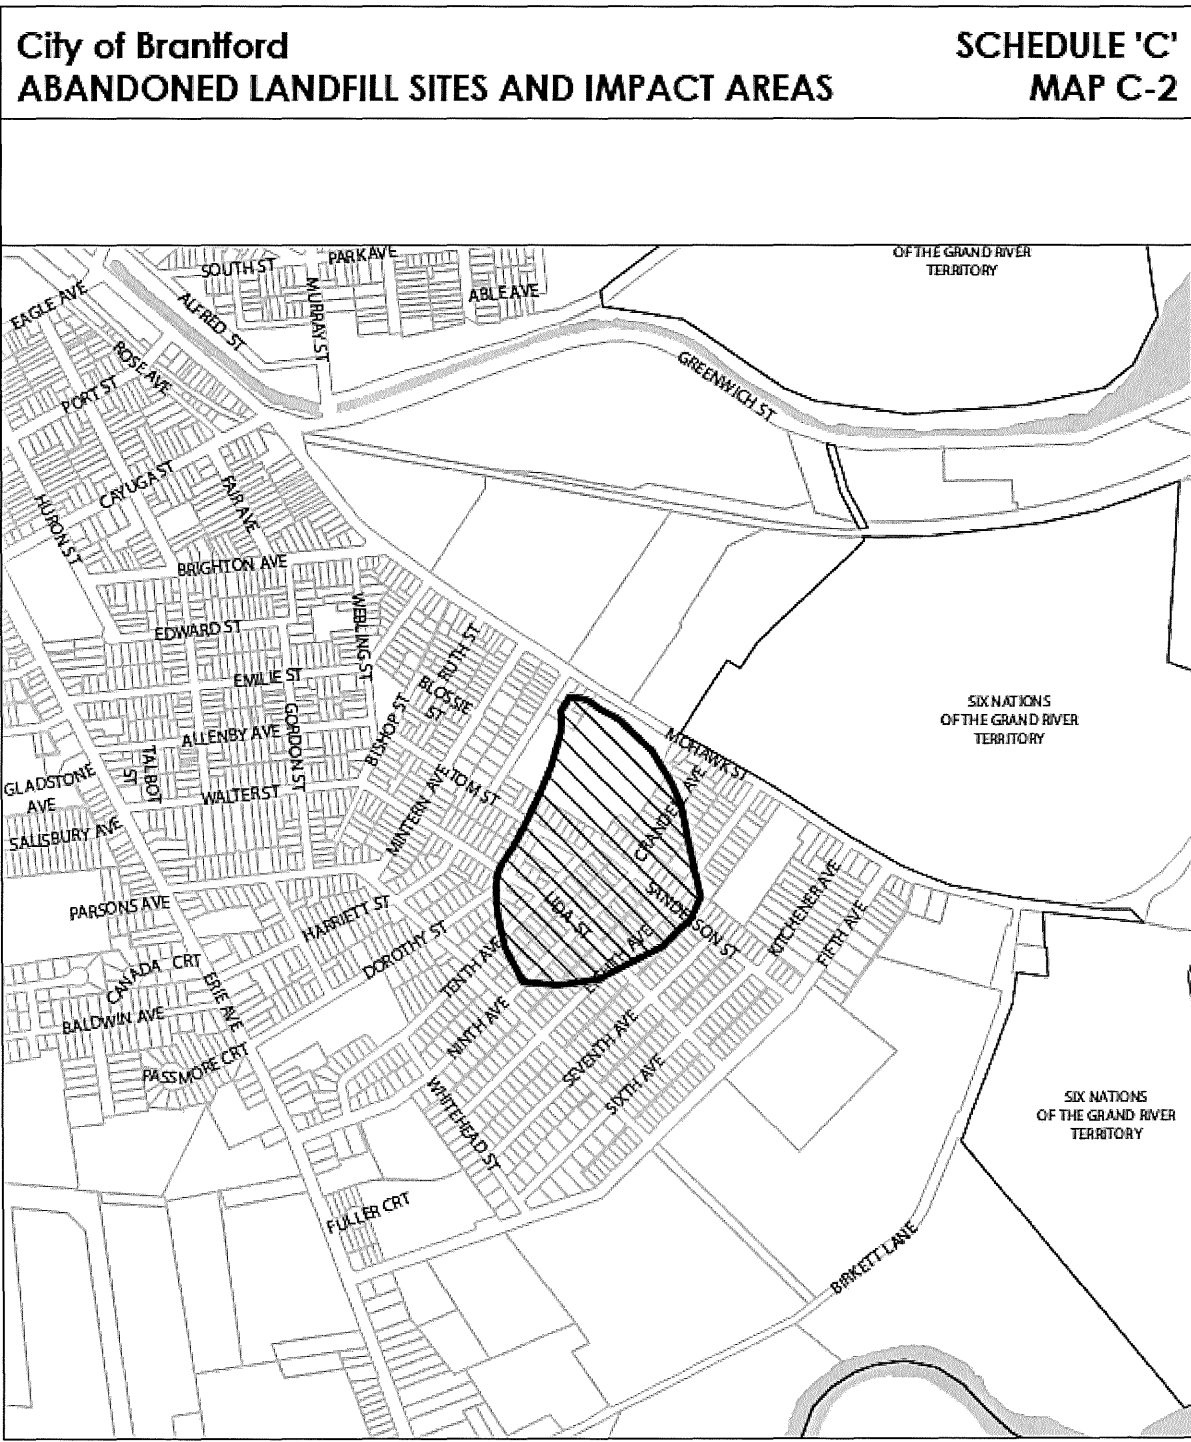 City of Brantford
ABANDONED LANDFILL SITES AND IMPACT AREAS
SCHEDULE 'C'
MAP C-2
OF THE GRAND RIVER
TERRITORY
PARK AVE
SOUTH ST
ABLE AVE
EAGLE AVE
ALFRED ST
MURRAY ST
ROSE AVE
PORT ST
GREENWICH ST
CAYUGA ST
FAIR AVE
HURON ST
BRIGHTON AVE
WEBLING ST
EDWARD ST
RUTH ST
EMILIE ST
BLOSSIE
ST
BISHOP ST
GORDON ST
ALLENBY AVE
SIX NATIONS
OF THE GRAND RIVER
TERRITORY
MOHAWK ST
TALBOT
ST
GLADSTONE
AVE
WALTER ST
TOM ST
MINTERN AVE
GRANDELL AVE
SALISBURY AVE
PARSONS AVE
HARRIETT ST
LIDA ST
SANDERSON ST
KITCHENER AVE
FIFTH AVE
DOROTHY ST
TENTH AVE
CANADA CRT
ERIE AVE
BALDWIN AVE
NINTH AVE
SEVENTH AVE
PASSMORE CRT
SIXTH AVE
WHITEHEAD ST
SIX NATIONS
OF THE GRAND RIVER
TERRITORY
FULLER CRT
BIRKETT LANE